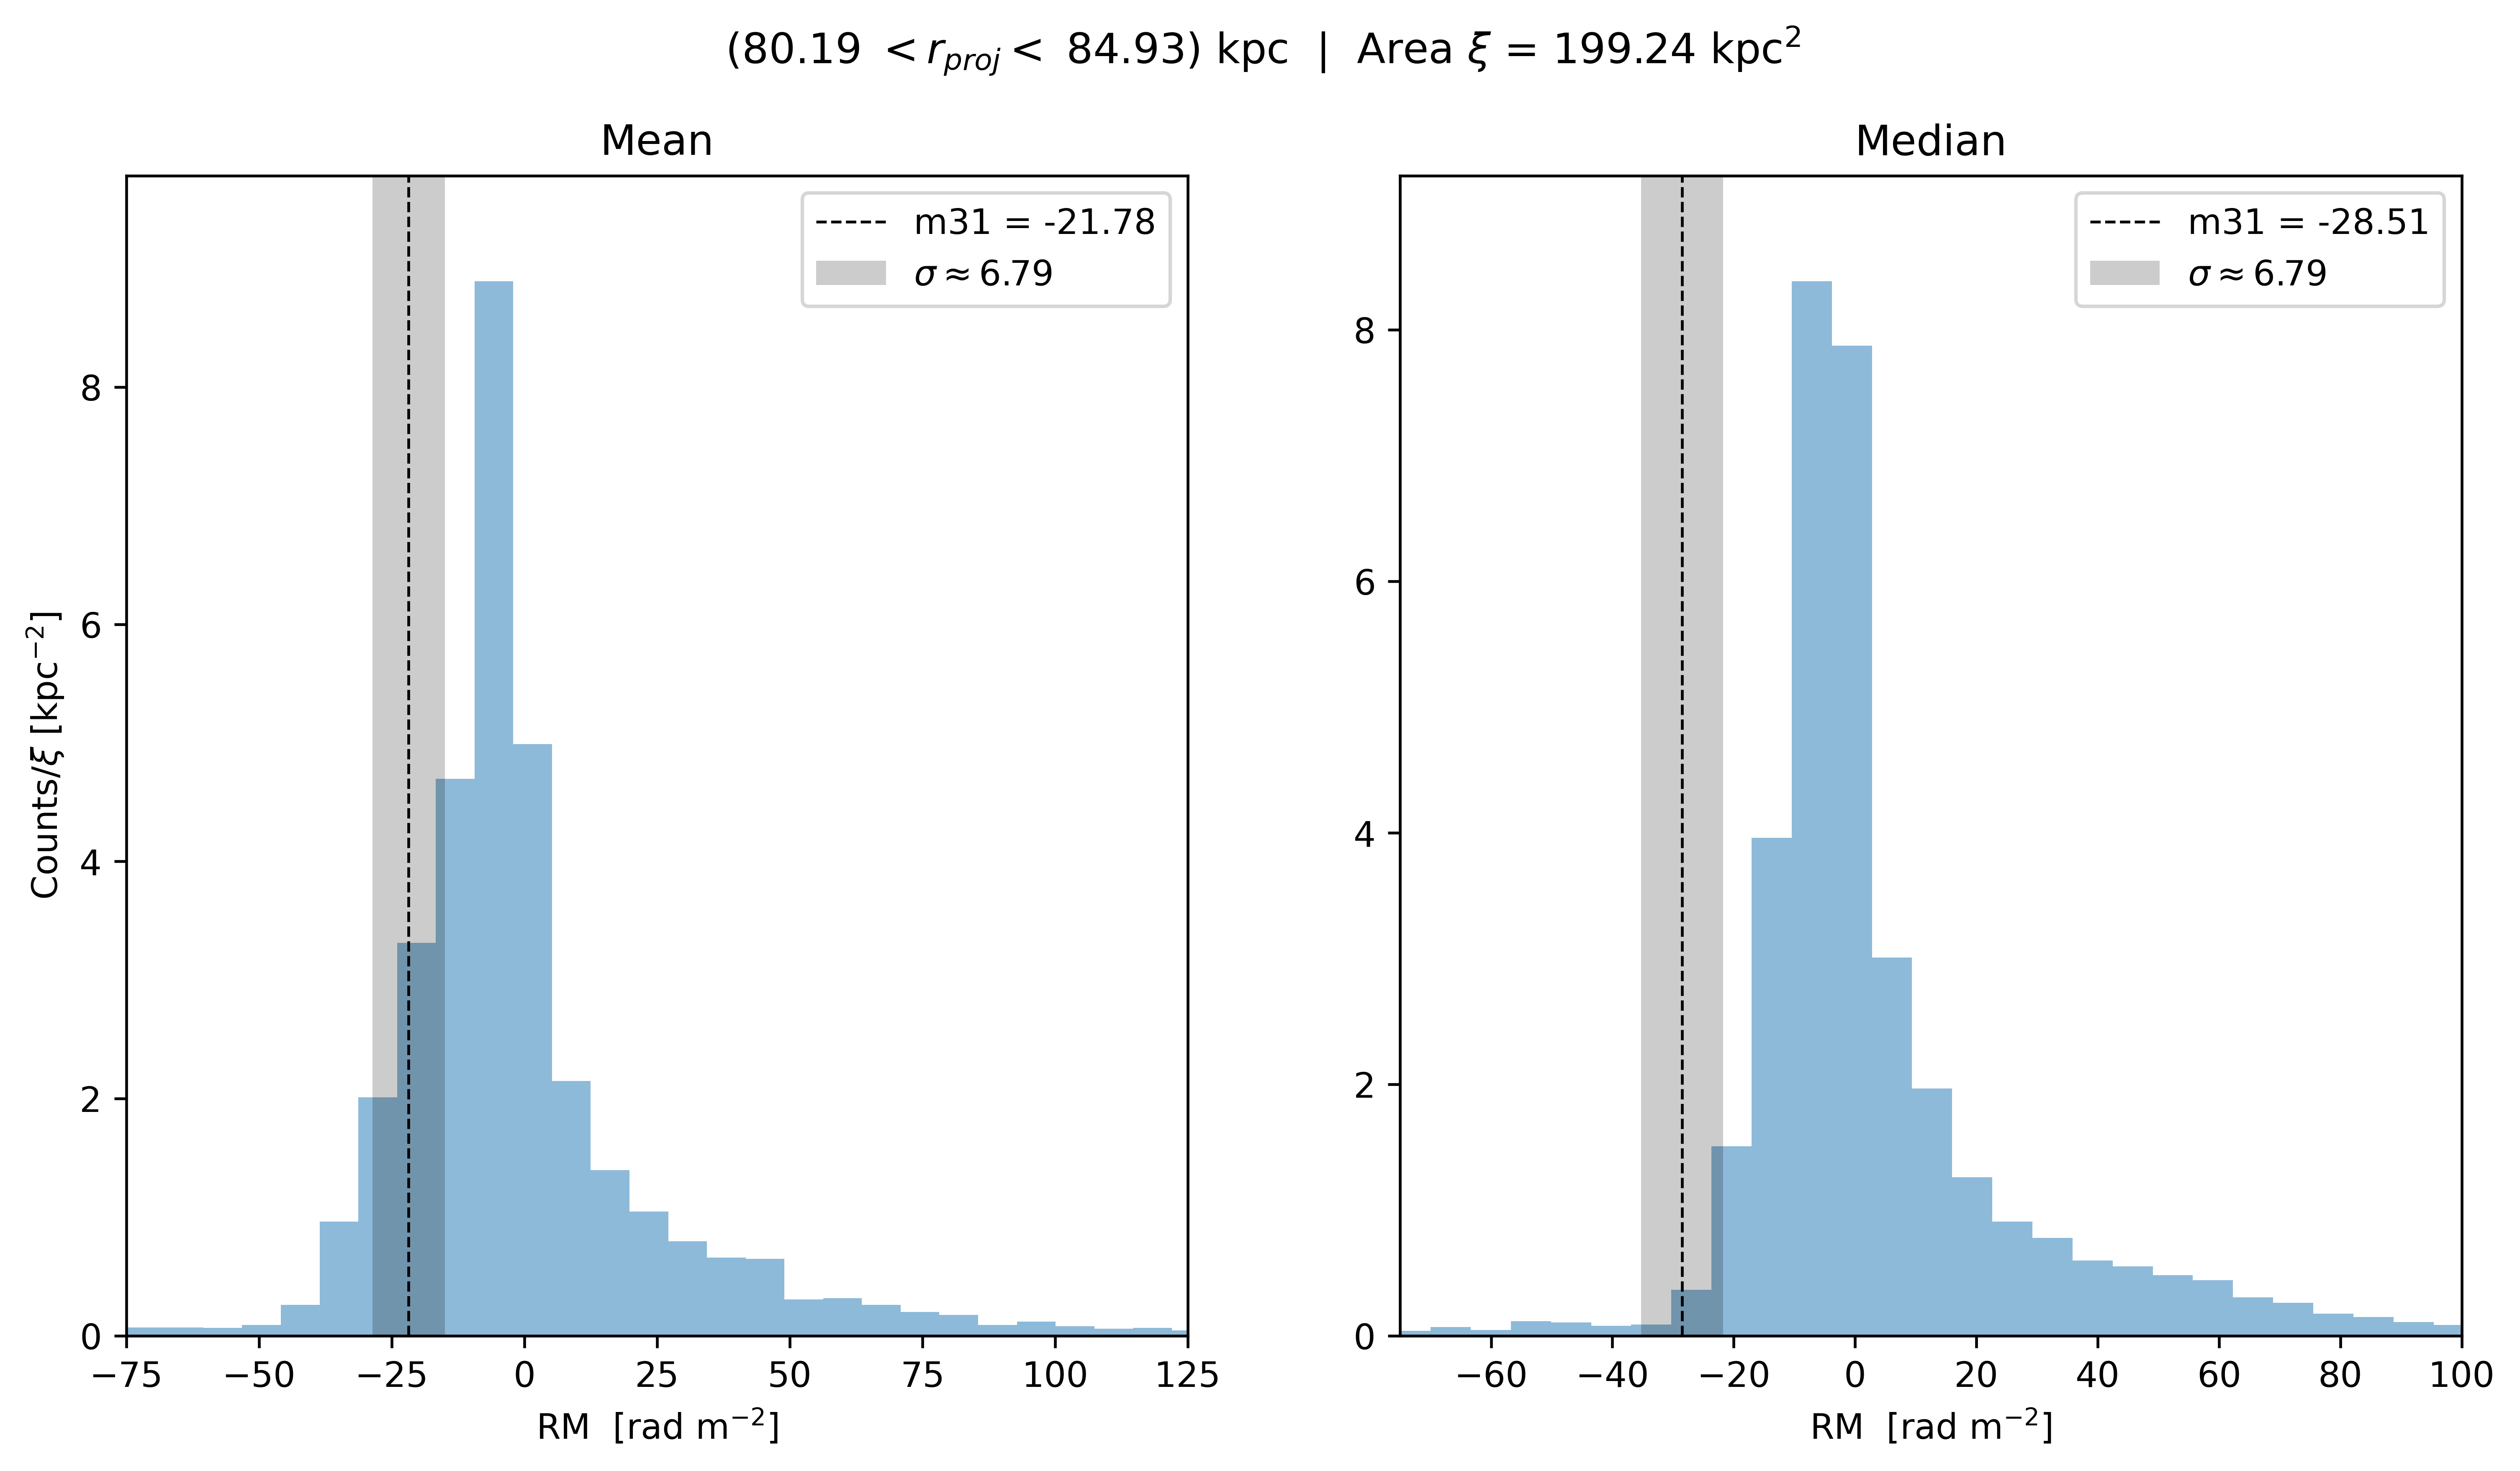 (80.19 < r_proj < 84.93) kpc | Area ξ = 199.24 kpc²
Mean
m31 = -21.78
σ ≈ 6.79
Counts/ξ [kpc⁻²]
8
6
4
2
0
−75 −50 −25 0 25 50 75 100 125
RM [rad m⁻²]
Median
m31 = -28.51
σ ≈ 6.79
8
6
4
2
0
−60 −40 −20 0 20 40 60 80 100
RM [rad m⁻²]